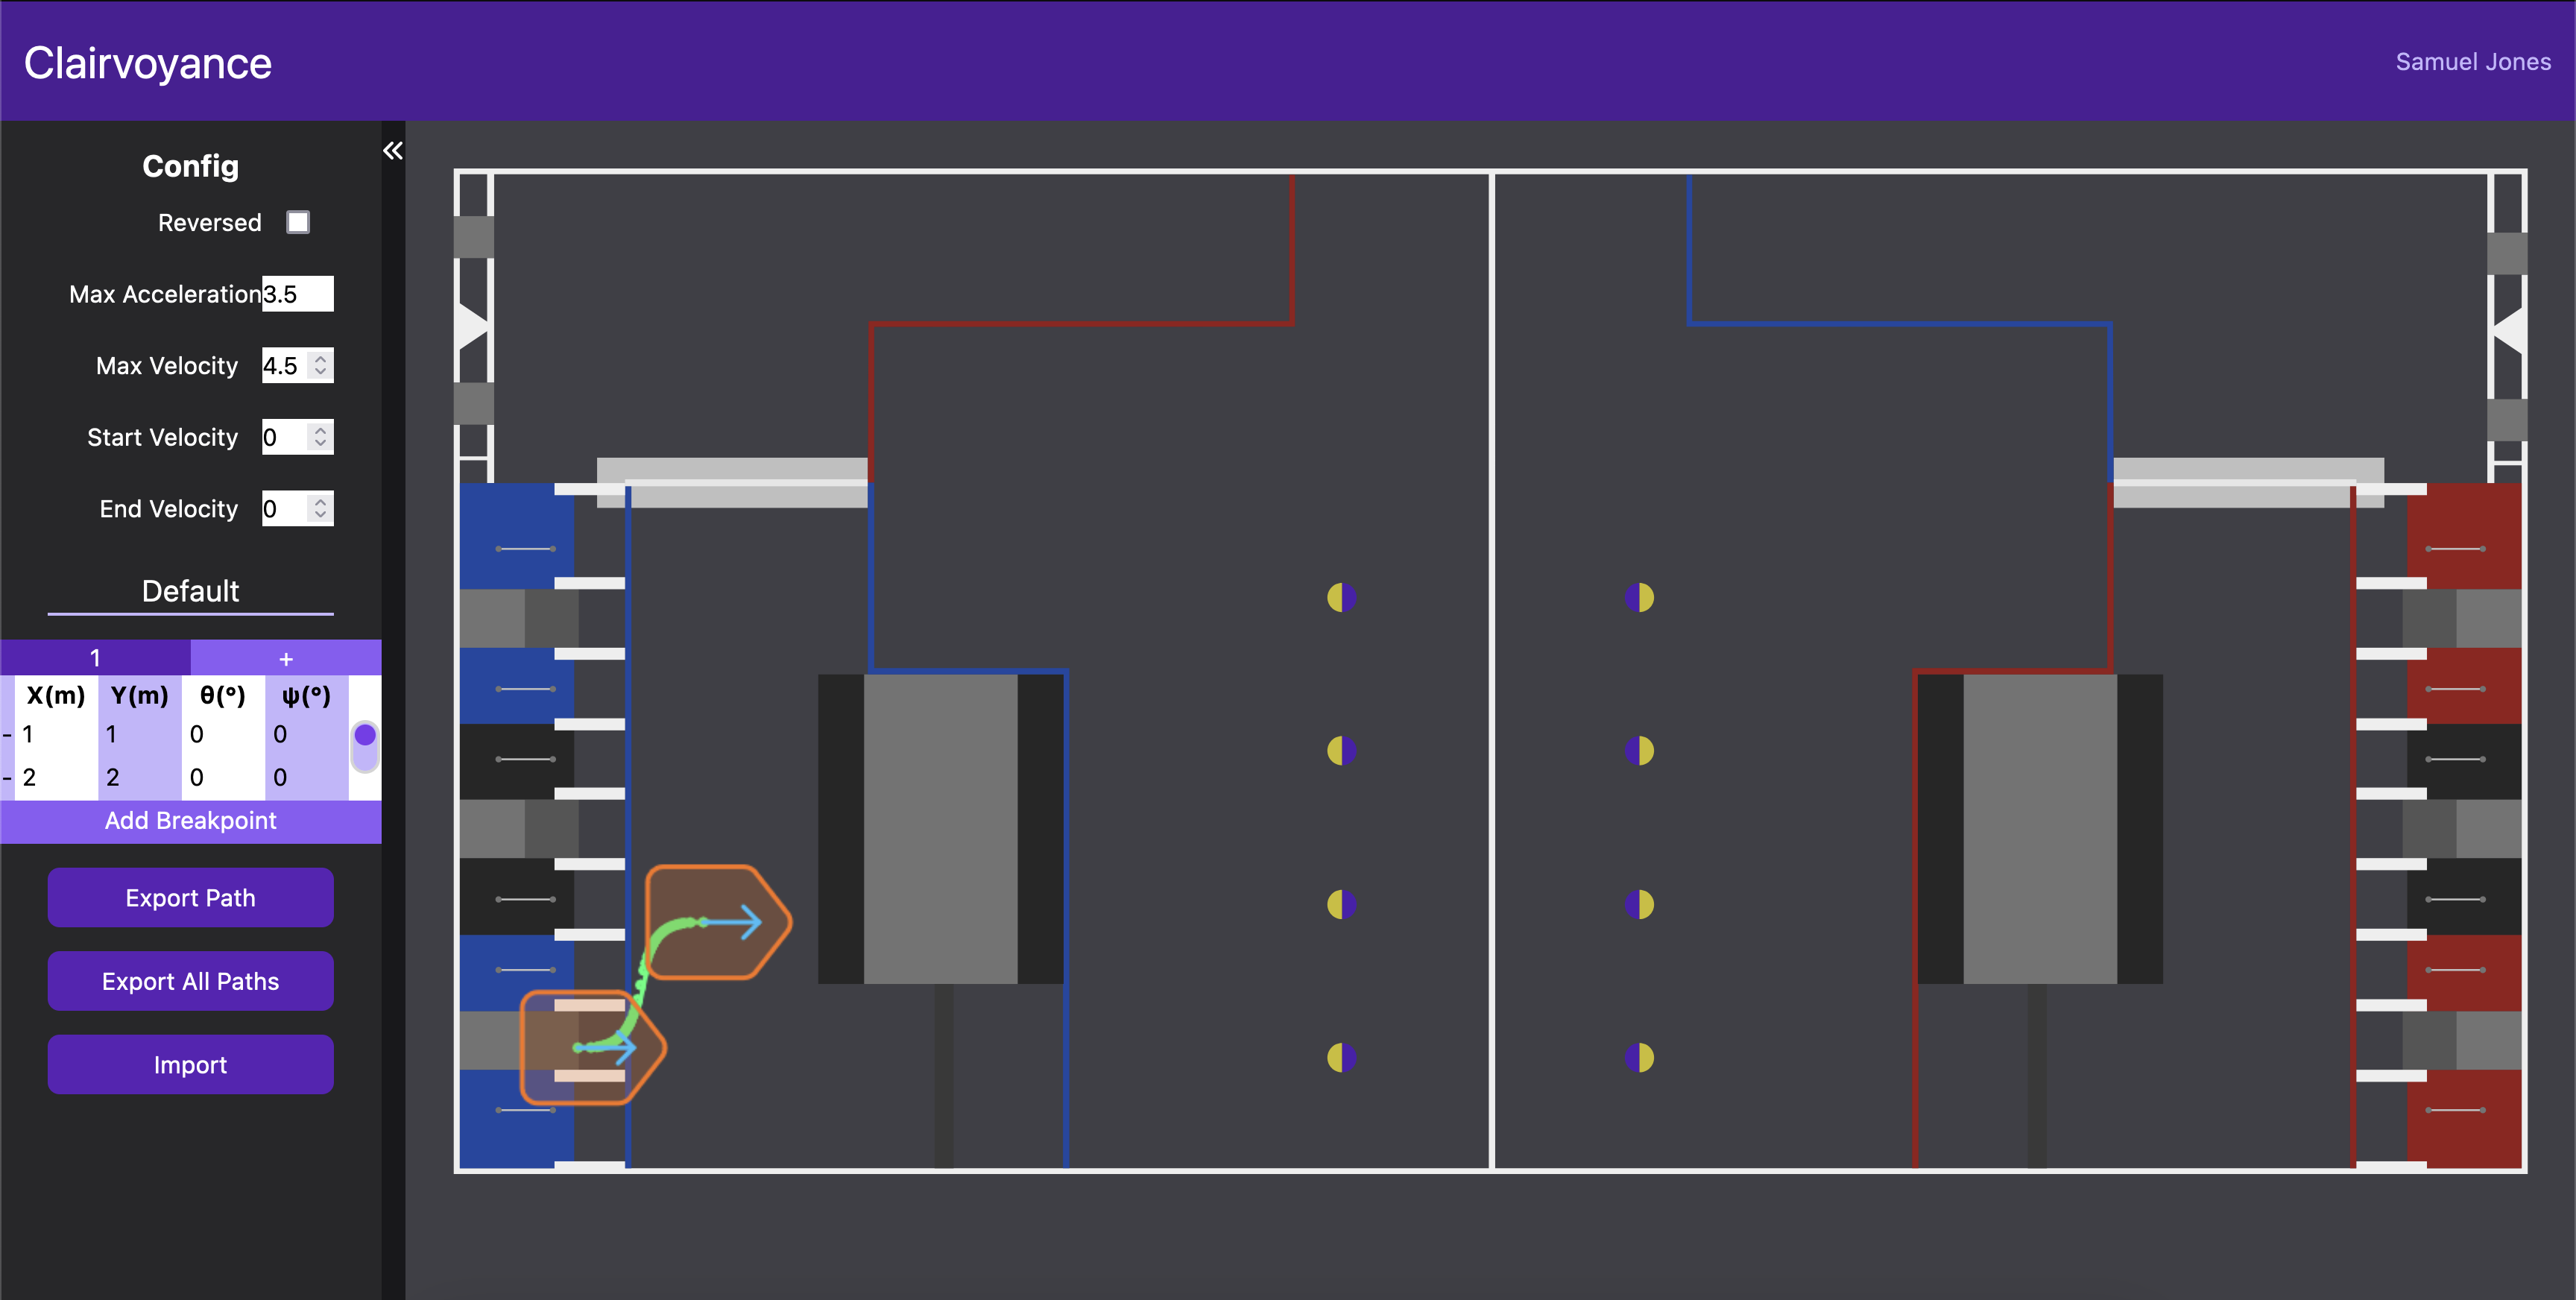 Clairvoyance
Samuel Jones
Config
Reversed
Max Acceleration 3.5
Max Velocity 4.5
Start Velocity 0
End Velocity 0
Default
1 +
X(m) Y(m) θ(°) ψ(°)
- 1 1 0 0
- 2 2 0 0
Add Breakpoint
Export Path
Export All Paths
Import